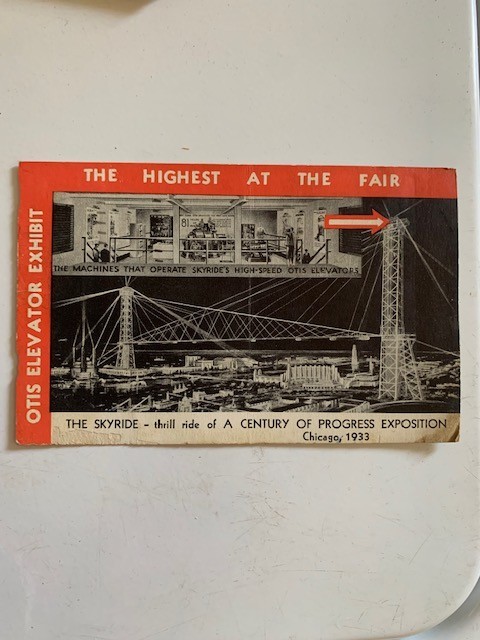 THE HIGHEST AT THE FAIR
OTIS ELEVATOR EXHIBIT
81
THE MACHINES THAT OPERATE SKYRIDE'S HIGH-SPEED OTIS ELEVATORS
THE SKYRIDE - thrill ride of A CENTURY OF PROGRESS EXPOSITION
Chicago, 1933